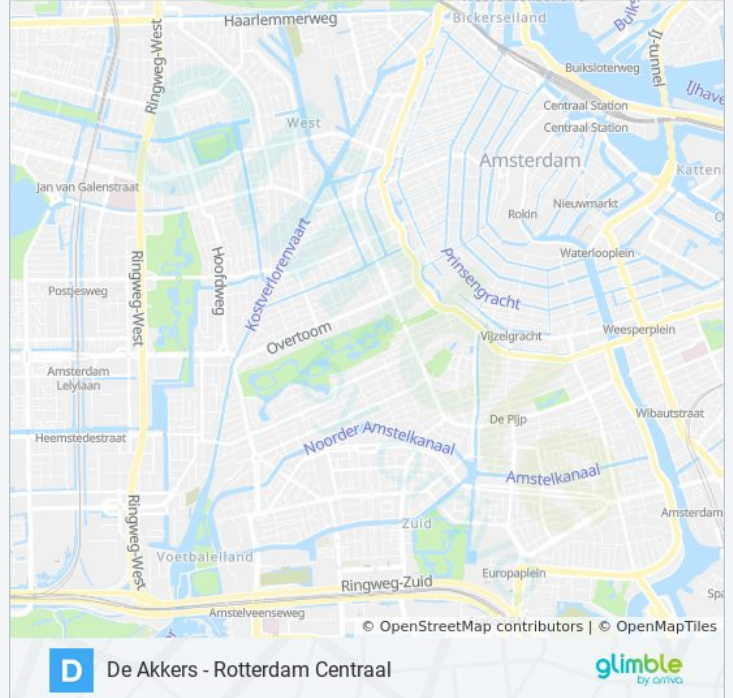 Haarlemmerweg
Bickerseiland
Ringweg-West
IJ-tunnel
Buiksloterweg
Centraal Station
Centraal Station
West
Amsterdam
Jan van Galenstraat
Rokin
Nieuwmarkt
Hoofdweg
Kostverlorenvaart
Waterlooplein
Prinsengracht
Postjesweg
Ringweg-West
Overtoom
Vijzelgracht
Weesperplein
Amsterdam
Lelylaan
Wibautstraat
De Pijp
Heemstedestraat
Noorder Amstelkanaal
Amstelkanaal
Ringweg-West
Zuid
Amsterdam
Voetbaleiland
Europaplein
Ringweg-Zuid
Amstelveenseweg
© OpenStreetMap contributors | © OpenMapTiles
D De Akkers - Rotterdam Centraal
glimble
by arriva